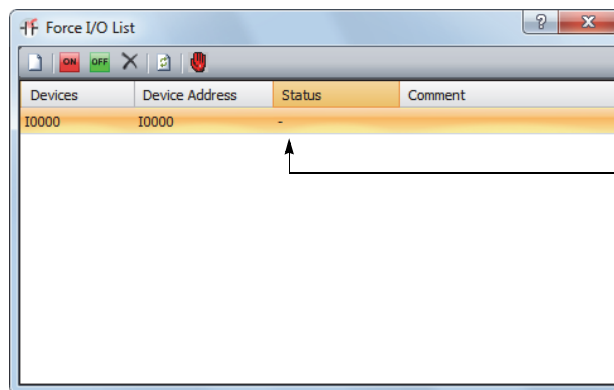 Force I/O List
ON OFF
Devices Device Address Status Comment
I0000 I0000 -